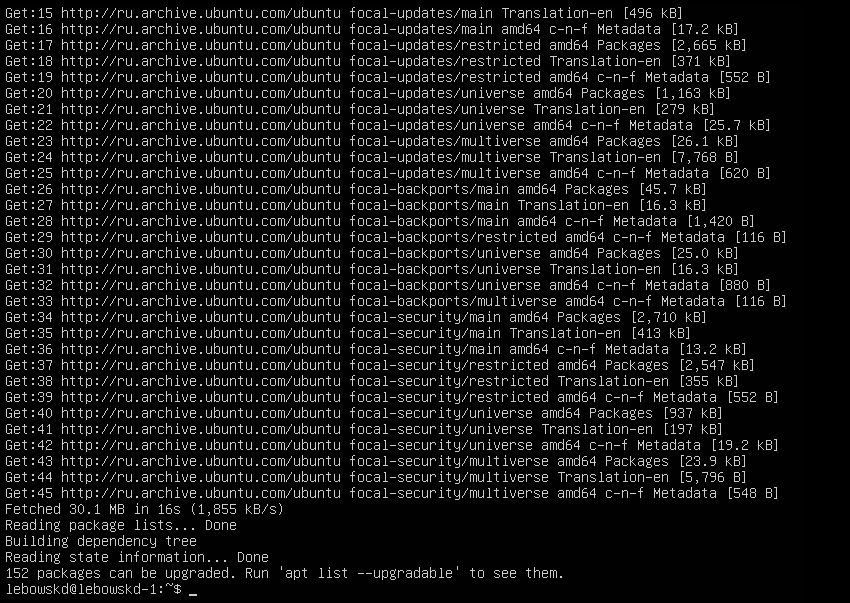 Get:15 http://ru.archive.ubuntu.com/ubuntu focal-updates/main Translation-en [496 kB]
Get:16 http://ru.archive.ubuntu.com/ubuntu focal-updates/main amd64 c-n-f Metadata [17.2 kB]
Get:17 http://ru.archive.ubuntu.com/ubuntu focal-updates/restricted amd64 Packages [2,665 kB]
Get:18 http://ru.archive.ubuntu.com/ubuntu focal-updates/restricted Translation-en [371 kB]
Get:19 http://ru.archive.ubuntu.com/ubuntu focal-updates/restricted amd64 c-n-f Metadata [552 B]
Get:20 http://ru.archive.ubuntu.com/ubuntu focal-updates/universe amd64 Packages [1,163 kB]
Get:21 http://ru.archive.ubuntu.com/ubuntu focal-updates/universe Translation-en [279 kB]
Get:22 http://ru.archive.ubuntu.com/ubuntu focal-updates/universe amd64 c-n-f Metadata [25.7 kB]
Get:23 http://ru.archive.ubuntu.com/ubuntu focal-updates/multiverse amd64 Packages [26.1 kB]
Get:24 http://ru.archive.ubuntu.com/ubuntu focal-updates/multiverse Translation-en [7,768 B]
Get:25 http://ru.archive.ubuntu.com/ubuntu focal-updates/multiverse amd64 c-n-f Metadata [620 B]
Get:26 http://ru.archive.ubuntu.com/ubuntu focal-backports/main amd64 Packages [45.7 kB]
Get:27 http://ru.archive.ubuntu.com/ubuntu focal-backports/main Translation-en [16.3 kB]
Get:28 http://ru.archive.ubuntu.com/ubuntu focal-backports/main amd64 c-n-f Metadata [1,420 B]
Get:29 http://ru.archive.ubuntu.com/ubuntu focal-backports/restricted amd64 c-n-f Metadata [116 B]
Get:30 http://ru.archive.ubuntu.com/ubuntu focal-backports/universe amd64 Packages [25.0 kB]
Get:31 http://ru.archive.ubuntu.com/ubuntu focal-backports/universe Translation-en [16.3 kB]
Get:32 http://ru.archive.ubuntu.com/ubuntu focal-backports/universe amd64 c-n-f Metadata [880 B]
Get:33 http://ru.archive.ubuntu.com/ubuntu focal-backports/multiverse amd64 c-n-f Metadata [116 B]
Get:34 http://ru.archive.ubuntu.com/ubuntu focal-security/main amd64 Packages [2,710 kB]
Get:35 http://ru.archive.ubuntu.com/ubuntu focal-security/main Translation-en [413 kB]
Get:36 http://ru.archive.ubuntu.com/ubuntu focal-security/main amd64 c-n-f Metadata [13.2 kB]
Get:37 http://ru.archive.ubuntu.com/ubuntu focal-security/restricted amd64 Packages [2,547 kB]
Get:38 http://ru.archive.ubuntu.com/ubuntu focal-security/restricted Translation-en [355 kB]
Get:39 http://ru.archive.ubuntu.com/ubuntu focal-security/restricted amd64 c-n-f Metadata [552 B]
Get:40 http://ru.archive.ubuntu.com/ubuntu focal-security/universe amd64 Packages [937 kB]
Get:41 http://ru.archive.ubuntu.com/ubuntu focal-security/universe Translation-en [197 kB]
Get:42 http://ru.archive.ubuntu.com/ubuntu focal-security/universe amd64 c-n-f Metadata [19.2 kB]
Get:43 http://ru.archive.ubuntu.com/ubuntu focal-security/multiverse amd64 Packages [23.9 kB]
Get:44 http://ru.archive.ubuntu.com/ubuntu focal-security/multiverse Translation-en [5,796 B]
Get:45 http://ru.archive.ubuntu.com/ubuntu focal-security/multiverse amd64 c-n-f Metadata [548 B]
Fetched 30.1 MB in 16s (1,855 kB/s)
Reading package lists... Done
Building dependency tree
Reading state information... Done
152 packages can be upgraded. Run 'apt list --upgradable' to see them.
lebowskd@lebowskd-1:~$ _